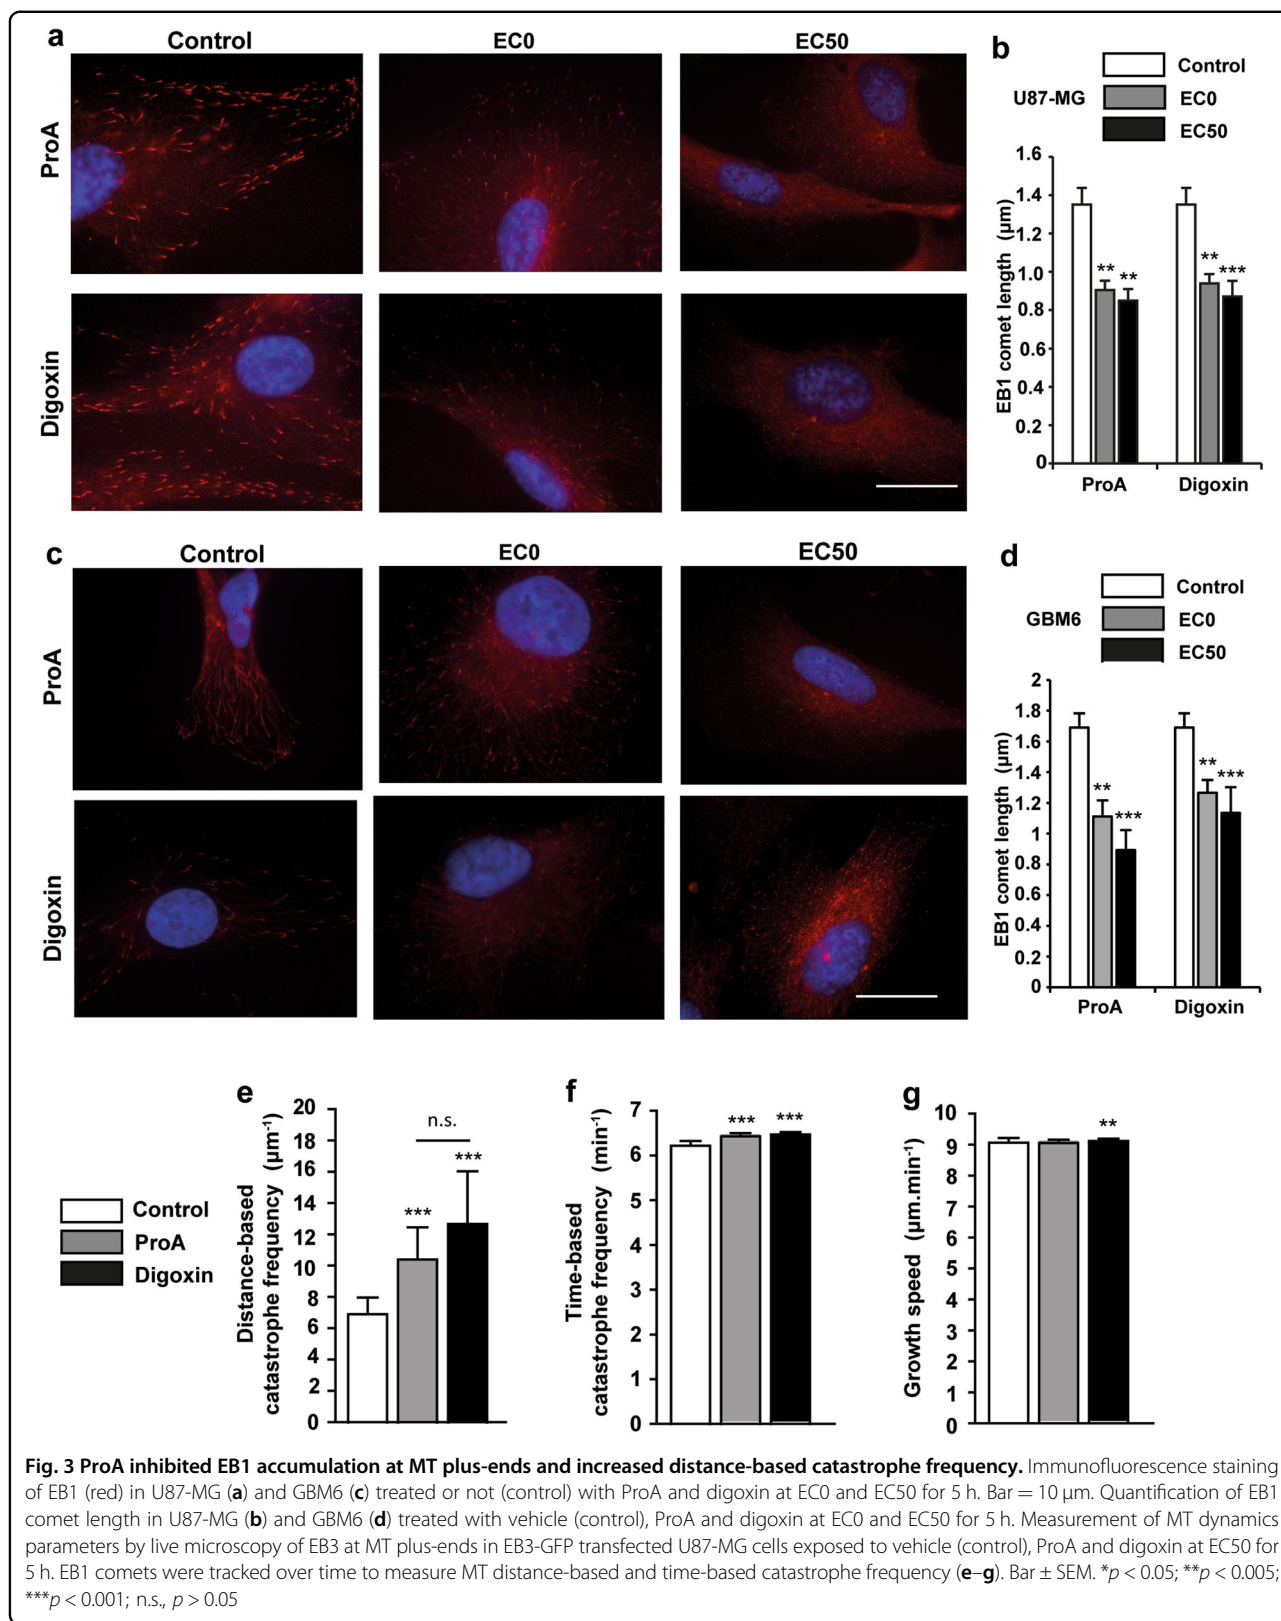 a
Control
EC0
EC50
ProA
Digoxin
b
Control
U87-MG
EC0
EC50
EB1 comet length (µm)
1.6
1.4
1.2
1.0
0.8
0.6
0.4
0.2
0
**
**
**
***
ProA
Digoxin
c
Control
EC0
EC50
ProA
Digoxin
d
Control
GBM6
EC0
EC50
EB1 comet length (µm)
2
1.8
1.6
1.4
1.2
1
0.8
0.6
0.4
0.2
0
**
***
**
***
ProA
Digoxin
Control
ProA
Digoxin
e
Distance-based
catastrophe frequency (µm⁻¹)
20
18
16
14
12
10
8
6
4
2
0
n.s.
***
***
f
Time-based
catastrophe frequency (min⁻¹)
7
6
5
4
3
2
1
0
***
***
g
Growth speed (µm.min⁻¹)
10
9
8
7
6
5
4
3
2
1
0
**
Fig. 3 ProA inhibited EB1 accumulation at MT plus-ends and increased distance-based catastrophe frequency. Immunofluorescence staining
of EB1 (red) in U87-MG (a) and GBM6 (c) treated or not (control) with ProA and digoxin at EC0 and EC50 for 5 h. Bar = 10 µm. Quantification of EB1
comet length in U87-MG (b) and GBM6 (d) treated with vehicle (control), ProA and digoxin at EC0 and EC50 for 5 h. Measurement of MT dynamics
parameters by live microscopy of EB3 at MT plus-ends in EB3-GFP transfected U87-MG cells exposed to vehicle (control), ProA and digoxin at EC50 for
5 h. EB1 comets were tracked over time to measure MT distance-based and time-based catastrophe frequency (e–g). Bar ± SEM. *p < 0.05; **p < 0.005;
***p < 0.001; n.s., p > 0.05